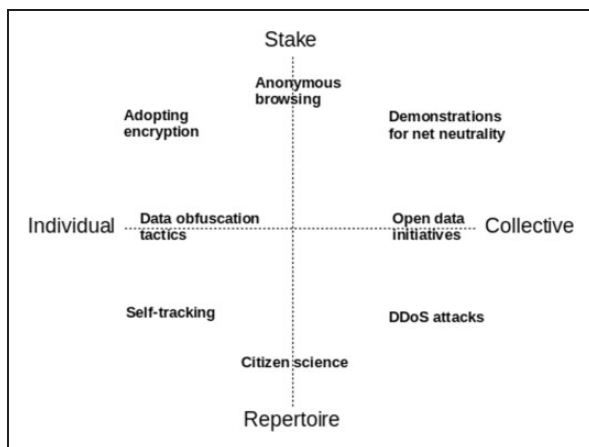 Stake
Anonymous
browsing
Adopting
encryption
Demonstrations
for net neutrality
Individual
Data obfuscation
tactics
Open data
initiatives
Collective
Self-tracking
DDoS attacks
Citizen science
Repertoire